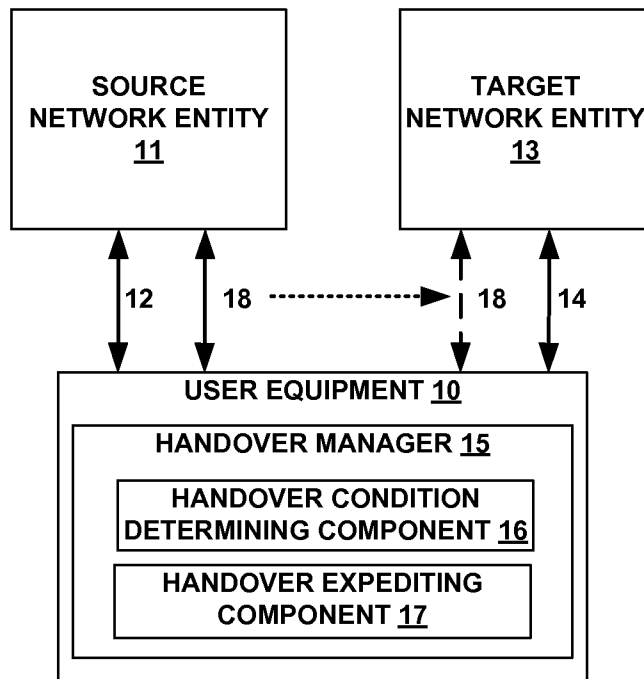 SOURCE
NETWORK ENTITY
11
TARGET
NETWORK ENTITY
13
12
18
18
14
USER EQUIPMENT 10
HANDOVER MANAGER 15
HANDOVER CONDITION
DETERMINING COMPONENT 16
HANDOVER EXPEDITING
COMPONENT 17